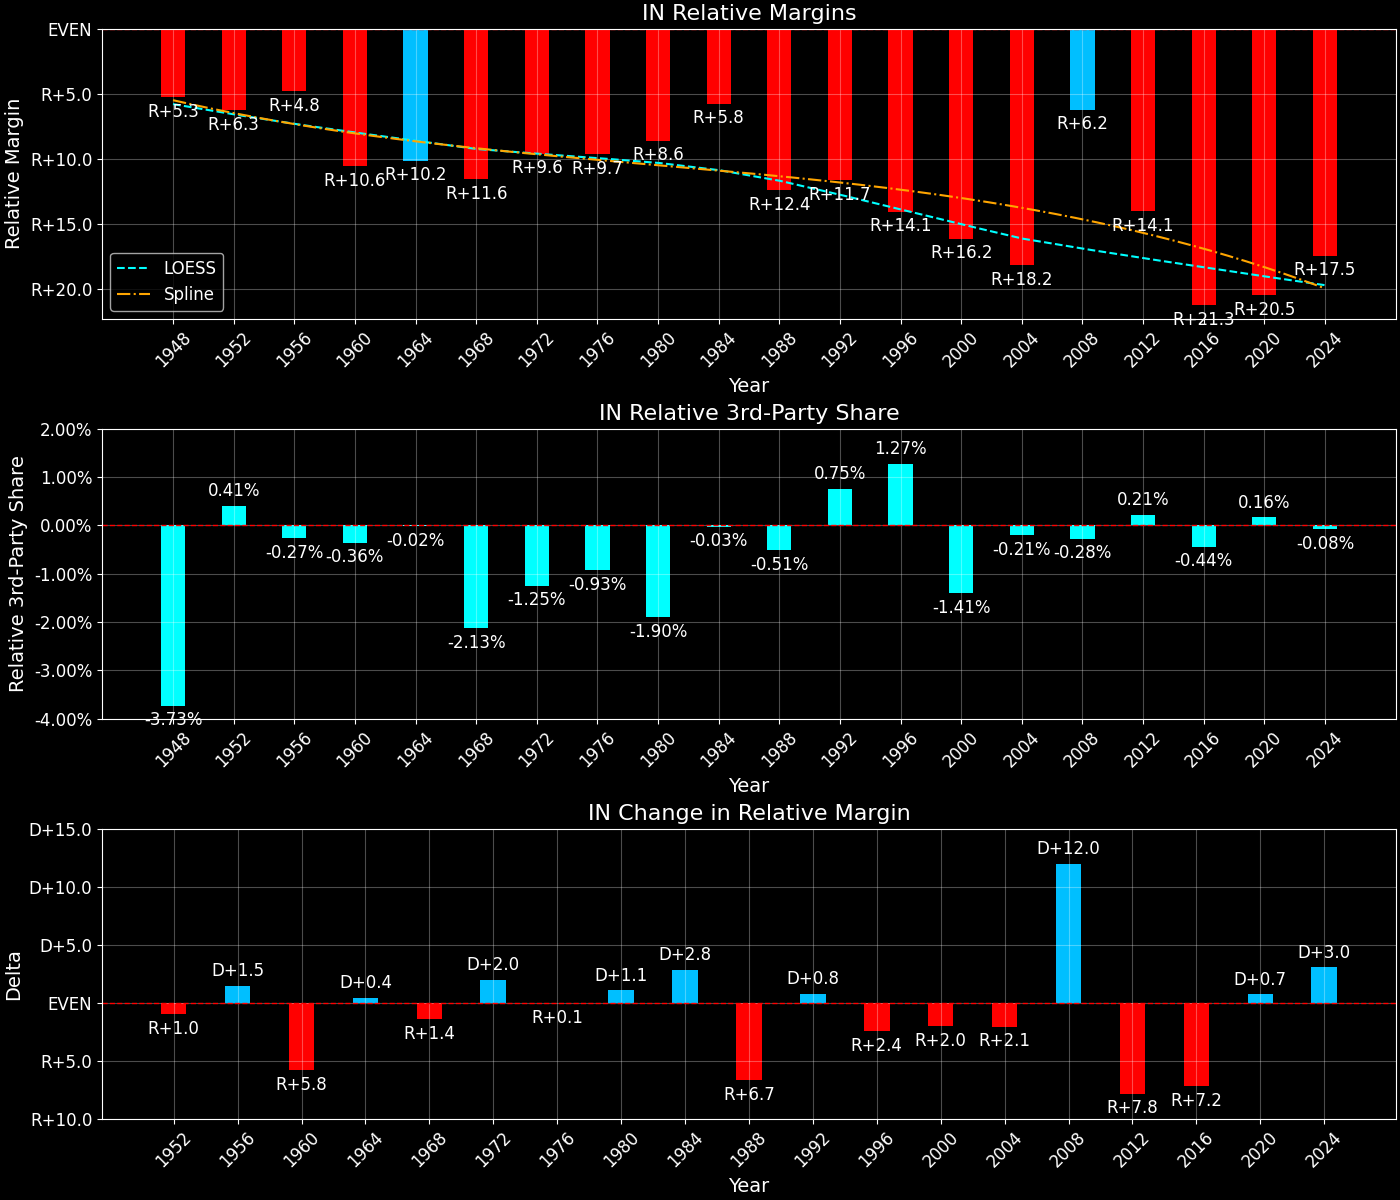 IN Relative Margins
EVEN
R+5.0
R+10.0
R+15.0
R+20.0
Relative Margin
R+5.3
R+6.3
R+4.8
R+10.6
R+10.2
R+11.6
R+9.6
R+9.7
R+8.6
R+5.8
R+12.4
R+11.7
R+14.1
R+16.2
R+18.2
R+6.2
R+14.1
R+21.3
R+20.5
R+17.5
LOESS
Spline
1948 1952 1956 1960 1964 1968 1972 1976 1980 1984 1988 1992 1996 2000 2004 2008 2012 2016 2020 2024
Year
IN Relative 3rd-Party Share
2.00%
1.00%
0.00%
-1.00%
-2.00%
-3.00%
-4.00%
Relative 3rd-Party Share
-3.73%
0.41%
-0.27%
-0.36%
-0.02%
-2.13%
-1.25%
-0.93%
-1.90%
-0.03%
-0.51%
0.75%
1.27%
-1.41%
-0.21%
-0.28%
0.21%
-0.44%
0.16%
-0.08%
1948 1952 1956 1960 1964 1968 1972 1976 1980 1984 1988 1992 1996 2000 2004 2008 2012 2016 2020 2024
Year
IN Change in Relative Margin
D+15.0
D+10.0
D+5.0
EVEN
R+5.0
R+10.0
Delta
R+1.0
D+1.5
R+5.8
D+0.4
R+1.4
D+2.0
R+0.1
D+1.1
D+2.8
R+6.7
D+0.8
R+2.4
R+2.0
R+2.1
D+12.0
R+7.8
R+7.2
D+0.7
D+3.0
1952 1956 1960 1964 1968 1972 1976 1980 1984 1988 1992 1996 2000 2004 2008 2012 2016 2020 2024
Year